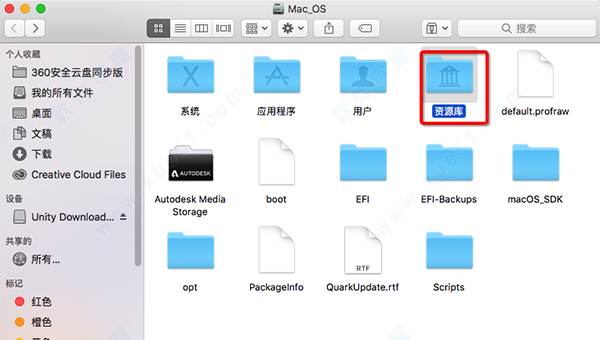 Mac_OS
搜索
个人收藏
360安全云盘同步版
我的所有文件
桌面
文稿
下载
Creative Cloud Files
设备
Unity Download...
共享的
所有...
标记
红色
橙色
系统
应用程序
用户
资源库
default.profraw
AUTODESK
Autodesk Media
Storage
boot
EFI
EFI-Backups
macOS_SDK
opt
PackageInfo
RTF
QuarkUpdate.rtf
Scripts